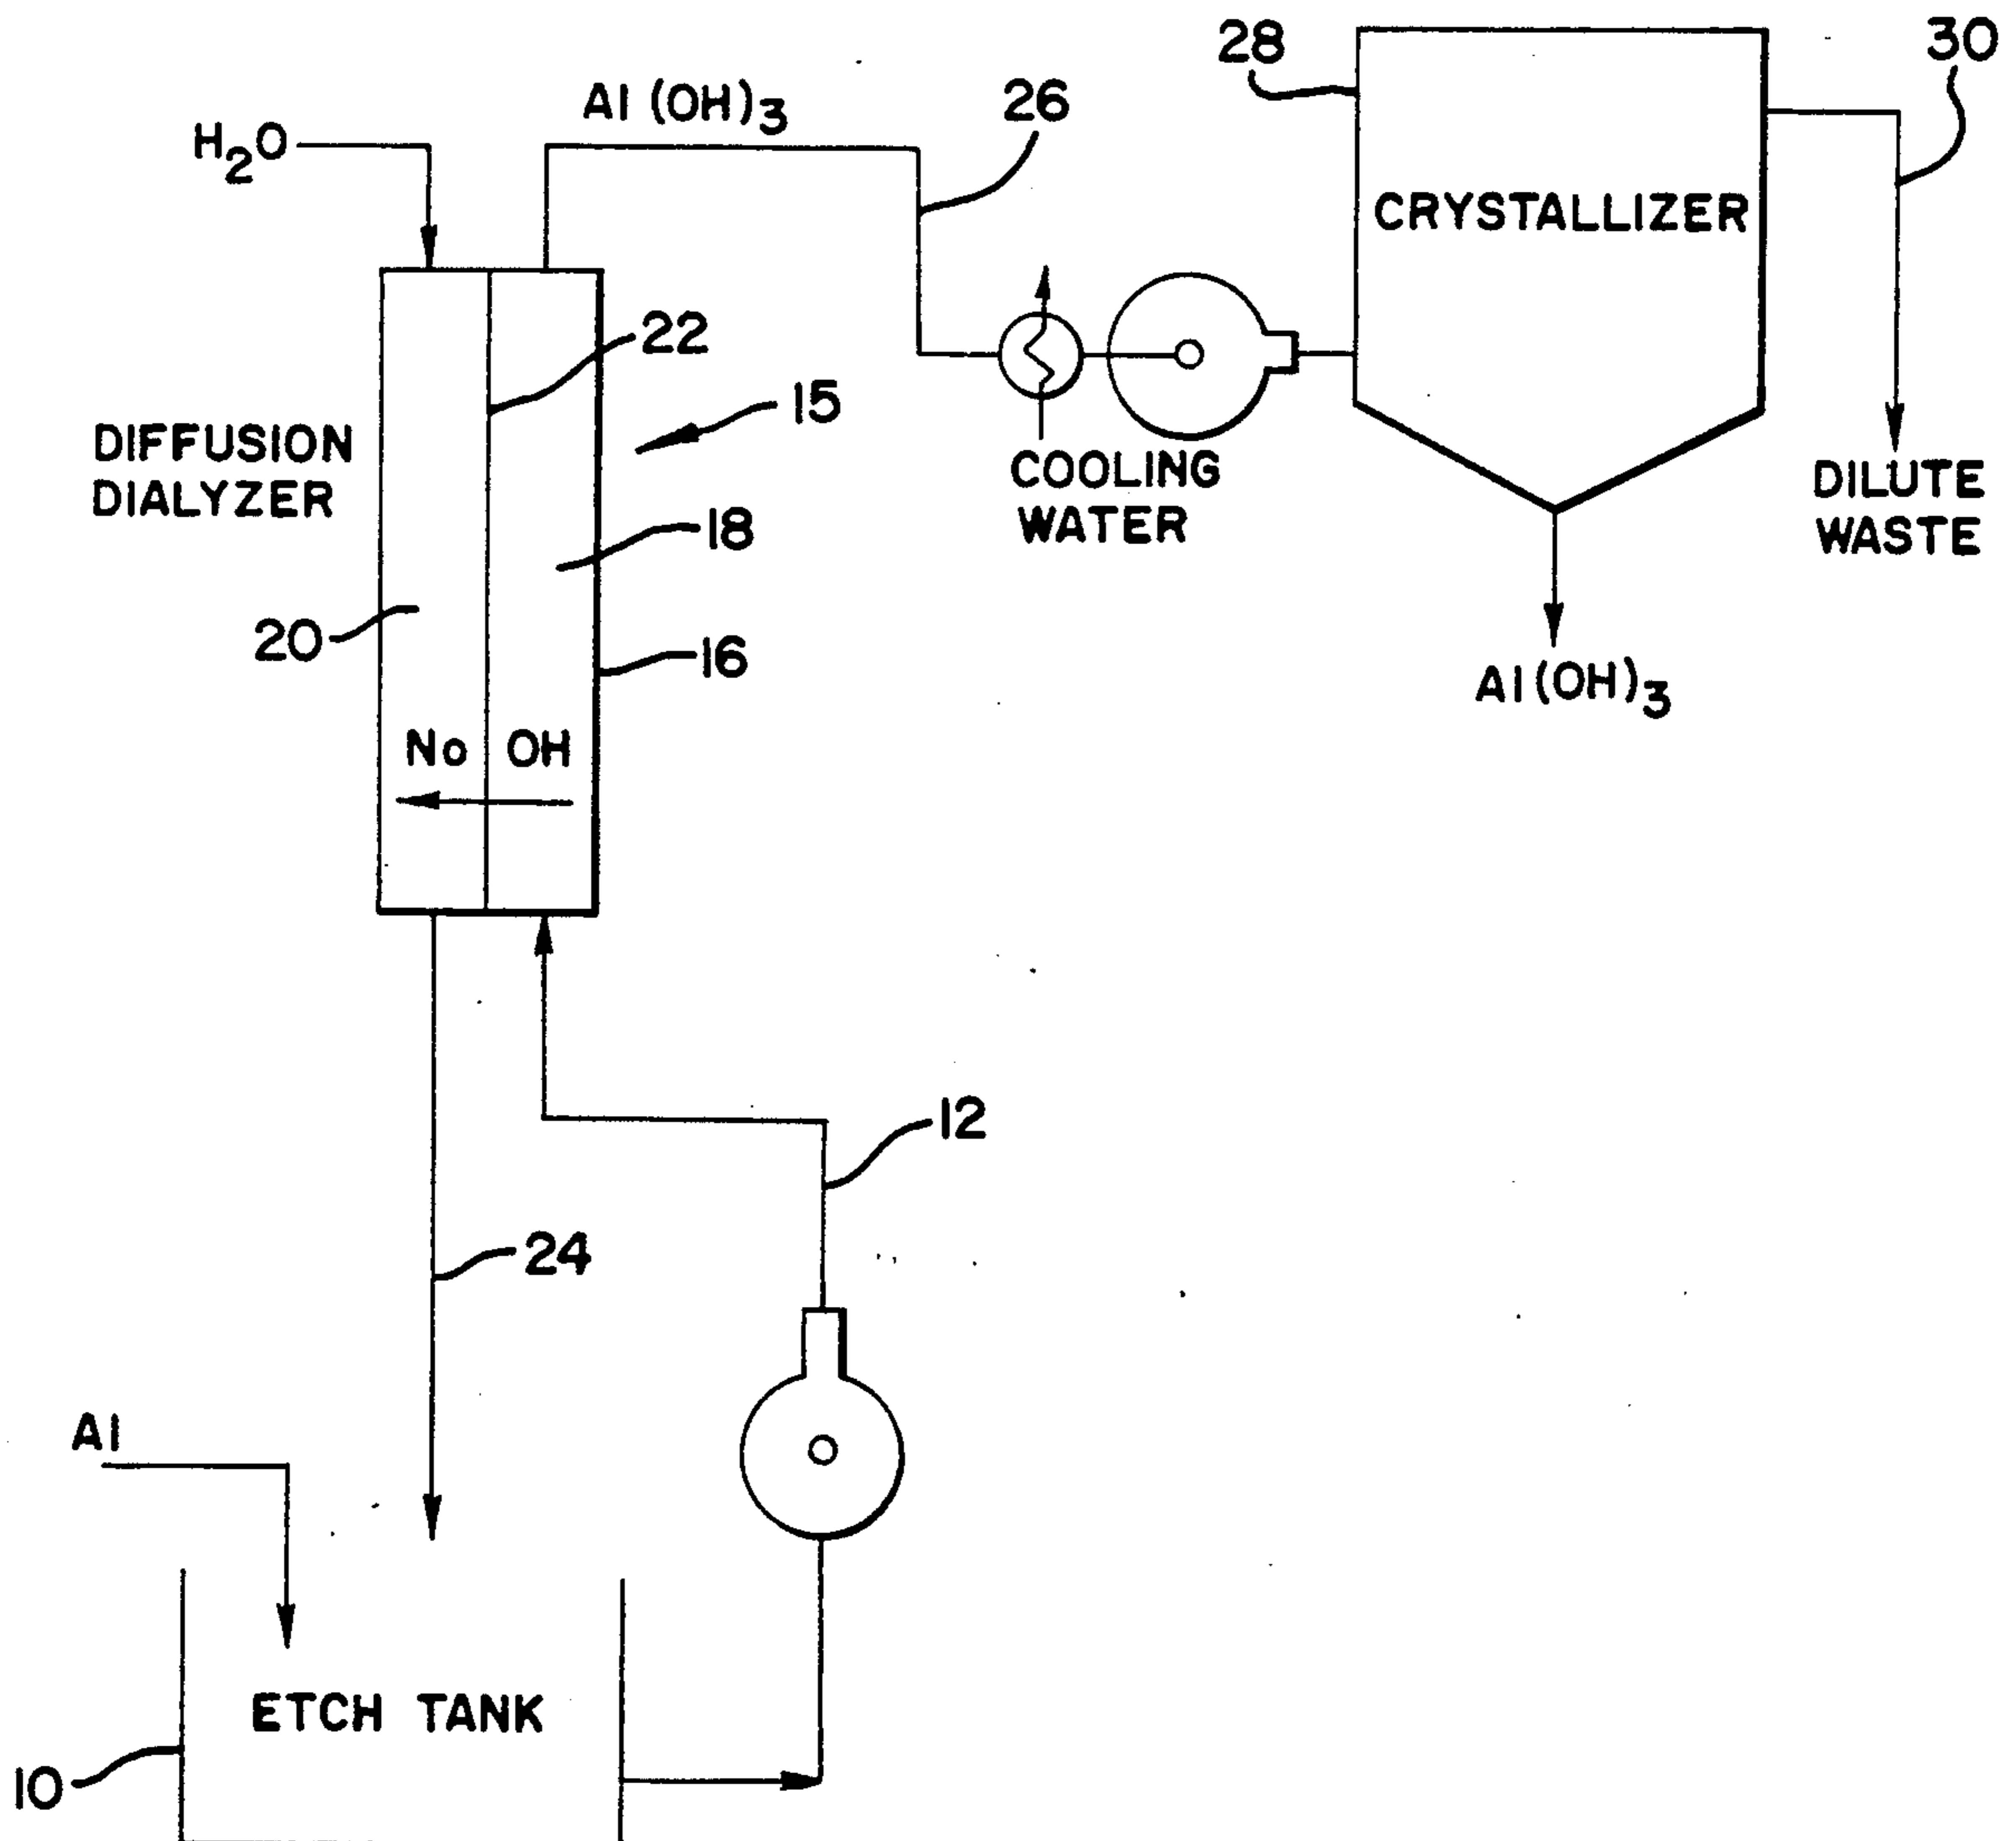 28
30
Al (OH)3
26
H2O
CRYSTALLIZER
22
15
DIFFUSION
DIALYZER
COOLING
WATER
DILUTE
WASTE
18
20
16
Al(OH)3
No OH
12
24
Al
ETCH TANK
10